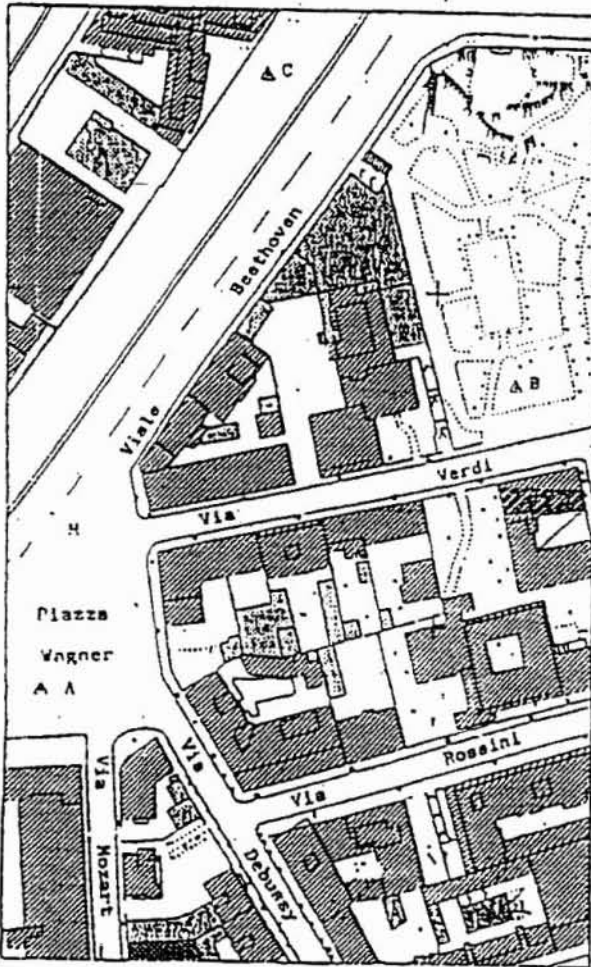 C
Viale Beethoven
B
Via Verdi
M
Piazza
Wagner
A
Via Mozart
Via Debussy
Via Rossini